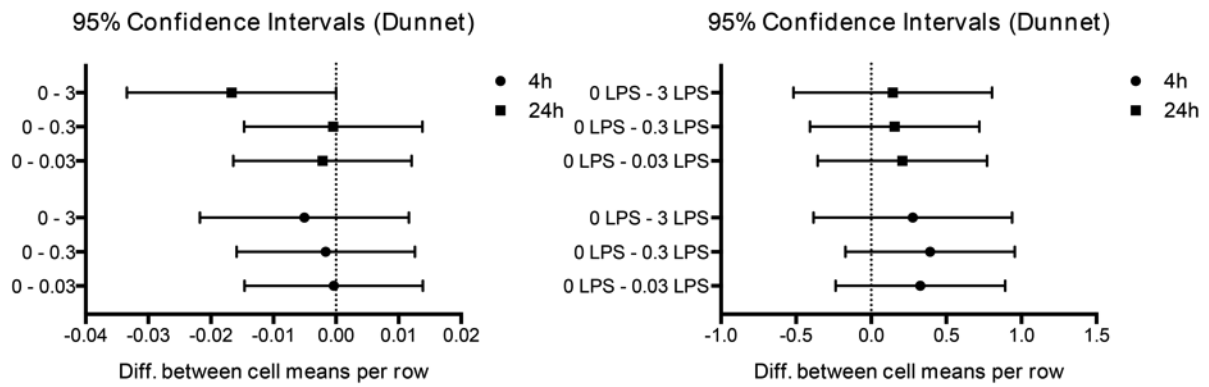 95% Confidence Intervals (Dunnet)
4h
24h
0 - 3
0 - 0.3
0 - 0.03
0 - 3
0 - 0.3
0 - 0.03
-0.04 -0.03 -0.02 -0.01 0.00 0.01 0.02
Diff. between cell means per row
95% Confidence Intervals (Dunnet)
4h
24h
0 LPS - 3 LPS
0 LPS - 0.3 LPS
0 LPS - 0.03 LPS
0 LPS - 3 LPS
0 LPS - 0.3 LPS
0 LPS - 0.03 LPS
-1.0 -0.5 0.0 0.5 1.0 1.5
Diff. between cell means per row